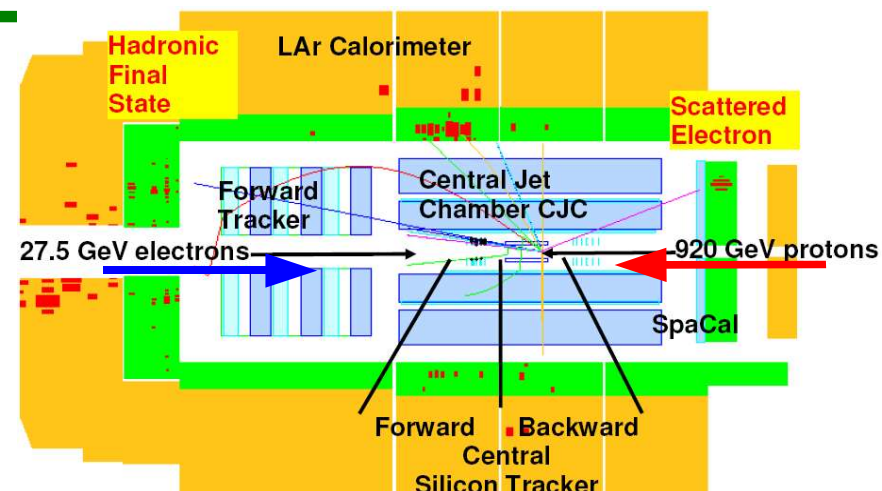 Hadronic
Final
State
LAr Calorimeter
Scattered
Electron
Forward
Tracker
Central Jet
Chamber CJC
27.5 GeV electrons
920 GeV protons
SpaCal
Forward
Backward
Central
Silicon Tracker